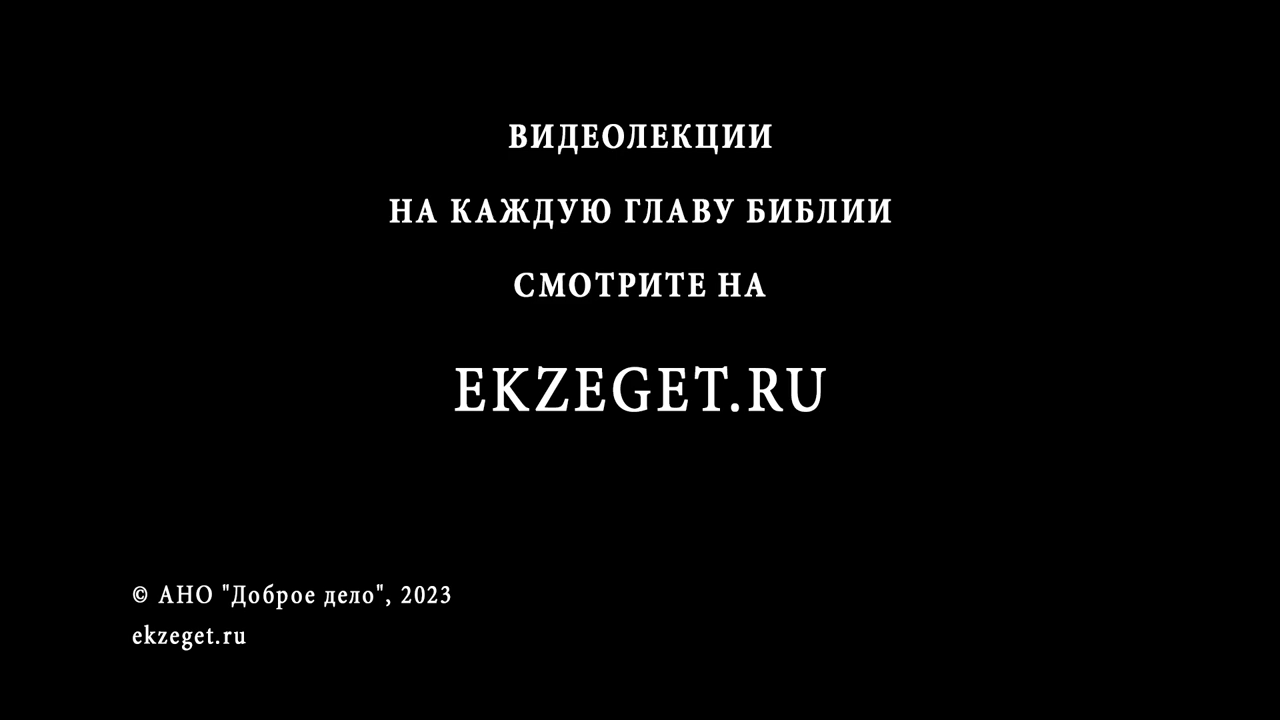 ВИДЕОЛЕКЦИИ
НА КАЖДУЮ ГЛАВУ БИБЛИИ
СМОТРИТЕ НА
EKZEGET.RU
© АНО "Доброе дело", 2023
ekzeget.ru